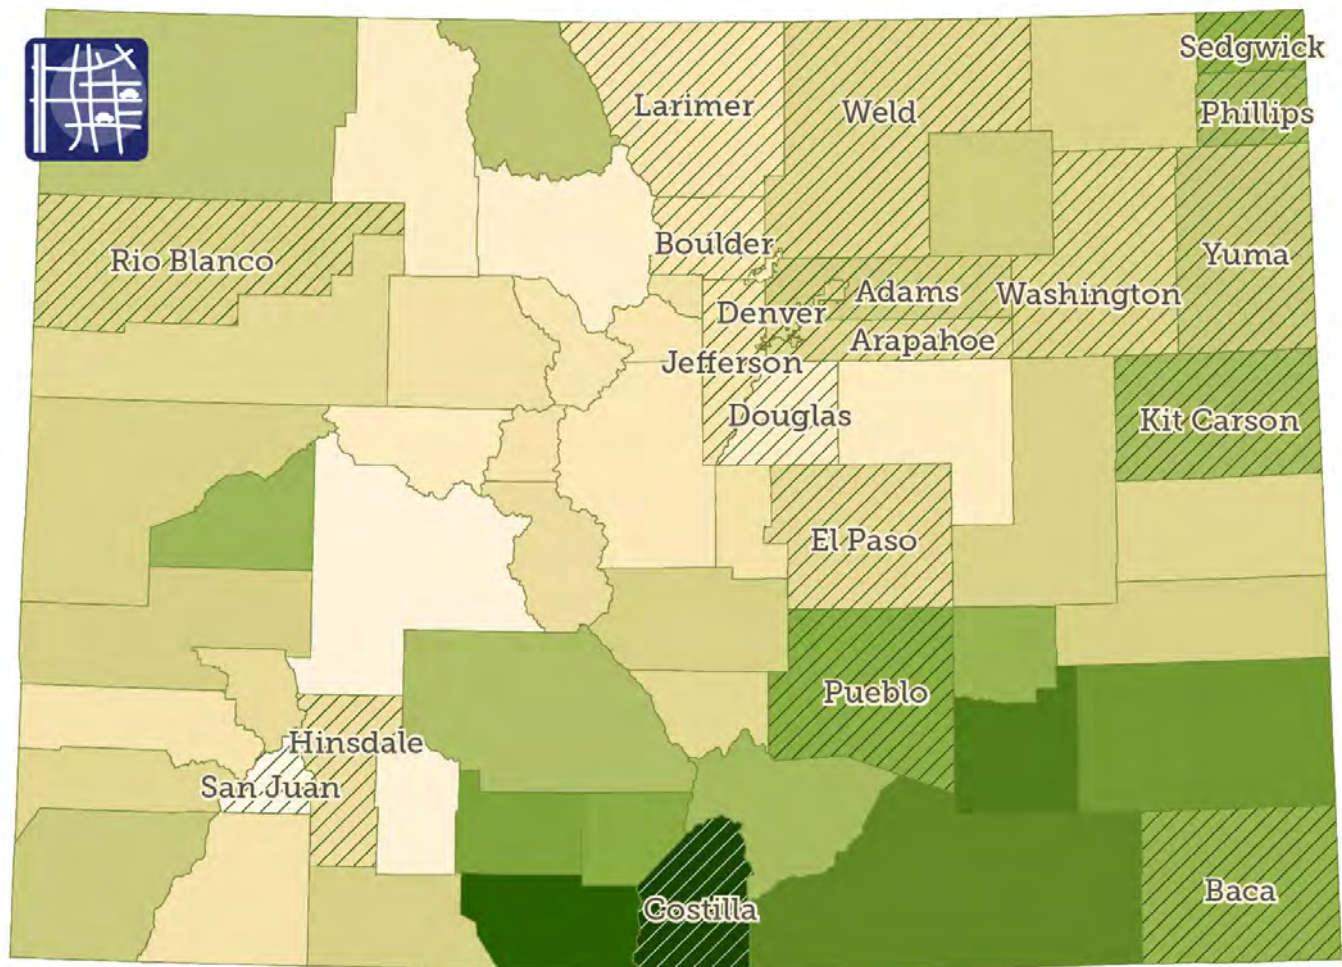 Sedgwick
Larimer
Weld
Phillips
Boulder
Yuma
Rio Blanco
Adams
Washington
Denver
Arapahoe
Jefferson
Douglas
Kit Carson
El Paso
Pueblo
Hinsdale
San Juan
Baca
Costilla